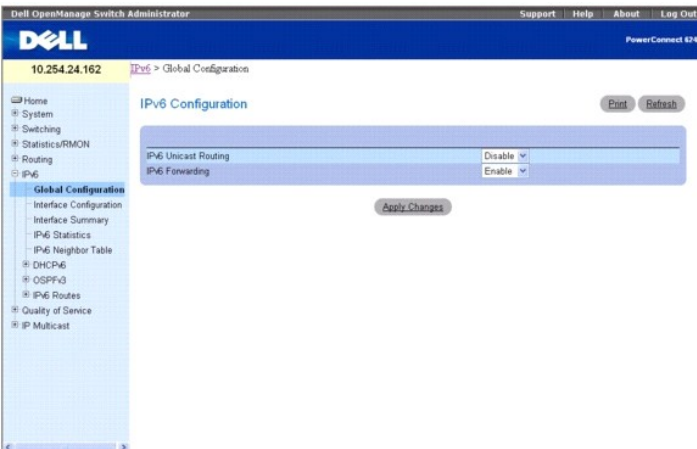 Dell OpenManage Switch Administrator
Support Help About Log Out
DELL
PowerConnect 624
10.254.24.162
IPv6 > Global Configuration
IPv6 Configuration
Print Refresh
Home
System
Switching
Statistics/RMON
Routing
IPv6
Global Configuration
Interface Configuration
Interface Summary
IPv6 Statistics
IPv6 Neighbor Table
DHCPv6
OSPFv3
IPv6 Routes
Quality of Service
IP Multicast
IPv6 Unicast Routing Disable
IPv6 Forwarding Enable
Apply Changes